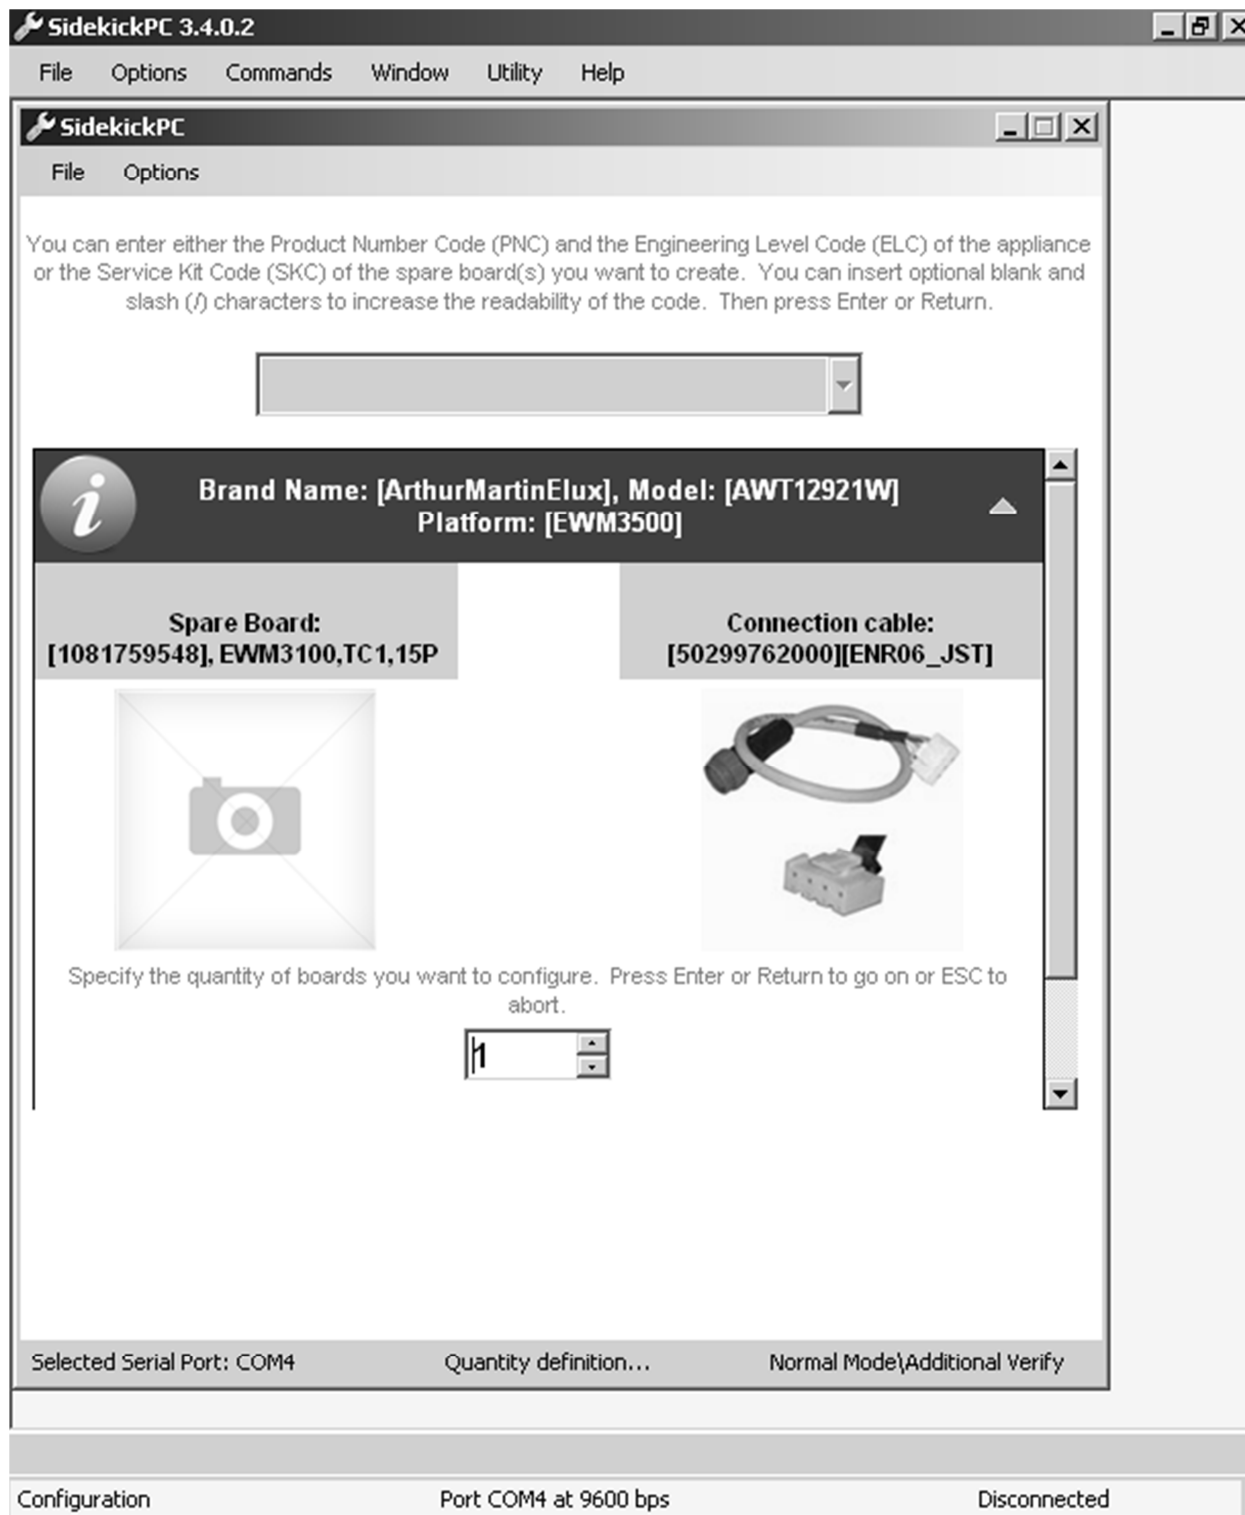 SidekickPC 3.4.0.2
File Options Commands Window Utility Help
SidekickPC
File Options
You can enter either the Product Number Code (PNC) and the Engineering Level Code (ELC) of the appliance
or the Service Kit Code (SKC) of the spare board(s) you want to create. You can insert optional blank and
slash (/) characters to increase the readability of the code. Then press Enter or Return.
Brand Name: [ArthurMartinElux], Model: [AWT12921W]
Platform: [EWM3500]
Spare Board:
[1081759548], EWM3100,TC1,15P
Connection cable:
[50299762000][ENR06_JST]
Specify the quantity of boards you want to configure. Press Enter or Return to go on or ESC to
abort.
1
Selected Serial Port: COM4 Quantity definition... Normal Mode\Additional Verify
Configuration Port COM4 at 9600 bps Disconnected